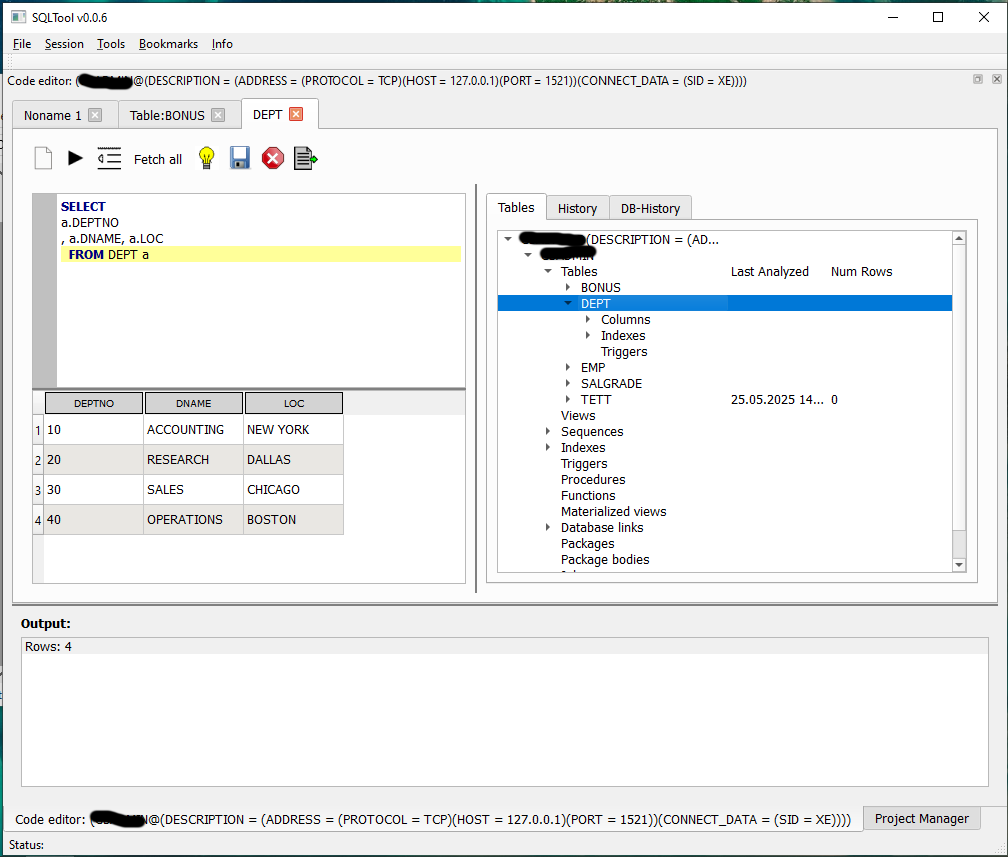 SQLTool v0.0.6
File Session Tools Bookmarks Info
Code editor: (@(DESCRIPTION = (ADDRESS = (PROTOCOL = TCP)(HOST = 127.0.0.1)(PORT = 1521))(CONNECT_DATA = (SID = XE))))
Noname 1 Table:BONUS DEPT
Fetch all
SELECT
a.DEPTNO
, a.DNAME, a.LOC
FROM DEPT a
DEPTNO DNAME LOC
1 10 ACCOUNTING NEW YORK
2 20 RESEARCH DALLAS
3 30 SALES CHICAGO
4 40 OPERATIONS BOSTON
Tables History DB-History
(DESCRIPTION = (AD...
Tables Last Analyzed Num Rows
BONUS
DEPT
Columns
Indexes
Triggers
EMP
SALGRADE
TETT 25.05.2025 14... 0
Views
Sequences
Indexes
Triggers
Procedures
Functions
Materialized views
Database links
Packages
Package bodies
Output:
Rows: 4
Code editor: (@(DESCRIPTION = (ADDRESS = (PROTOCOL = TCP)(HOST = 127.0.0.1)(PORT = 1521))(CONNECT_DATA = (SID = XE))))
Project Manager
Status: